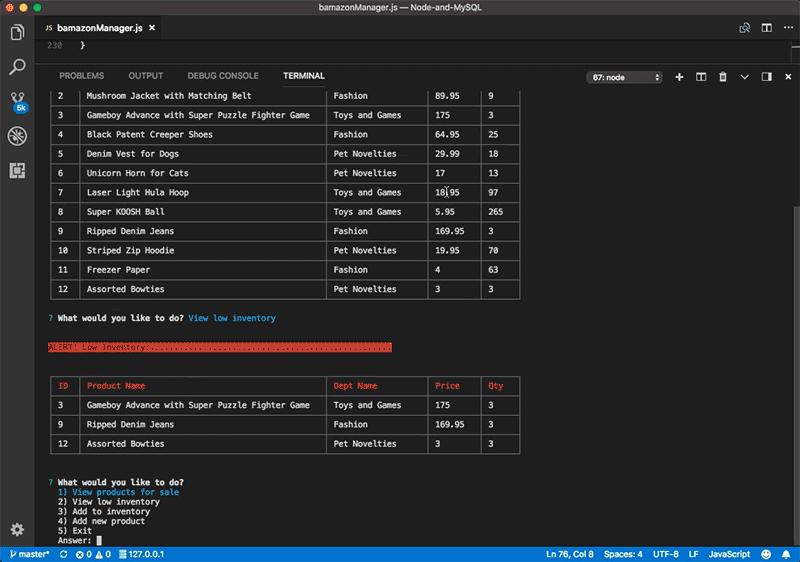 bamazonManager.js — Node-and-MySQL
JS bamazonManager.js ×
230 }
PROBLEMS OUTPUT DEBUG CONSOLE TERMINAL 67: node
5k
2 Mushroom Jacket with Matching Belt Fashion 89.95 9
3 Gameboy Advance with Super Puzzle Fighter Game Toys and Games 175 3
4 Black Patent Creeper Shoes Fashion 64.95 25
5 Denim Vest for Dogs Pet Novelties 29.99 18
6 Unicorn Horn for Cats Pet Novelties 17 13
7 Laser Light Hula Hoop Toys and Games 18.95 97
8 Super KOOSH Ball Toys and Games 5.95 265
9 Ripped Denim Jeans Fashion 169.95 3
10 Striped Zip Hoodie Pet Novelties 19.95 70
11 Freezer Paper Fashion 4 63
12 Assorted Bowties Pet Novelties 3 3
? What would you like to do? View low inventory
ALERT! Low Inventory:..................................................
ID Product Name Dept Name Price Qty
3 Gameboy Advance with Super Puzzle Fighter Game Toys and Games 175 3
9 Ripped Denim Jeans Fashion 169.95 3
12 Assorted Bowties Pet Novelties 3 3
? What would you like to do?
1) View products for sale
2) View low inventory
3) Add to inventory
4) Add new product
5) Exit
Answer:
master* 0 0 127.0.0.1 Ln 76, Col 8 Spaces: 4 UTF-8 LF JavaScript